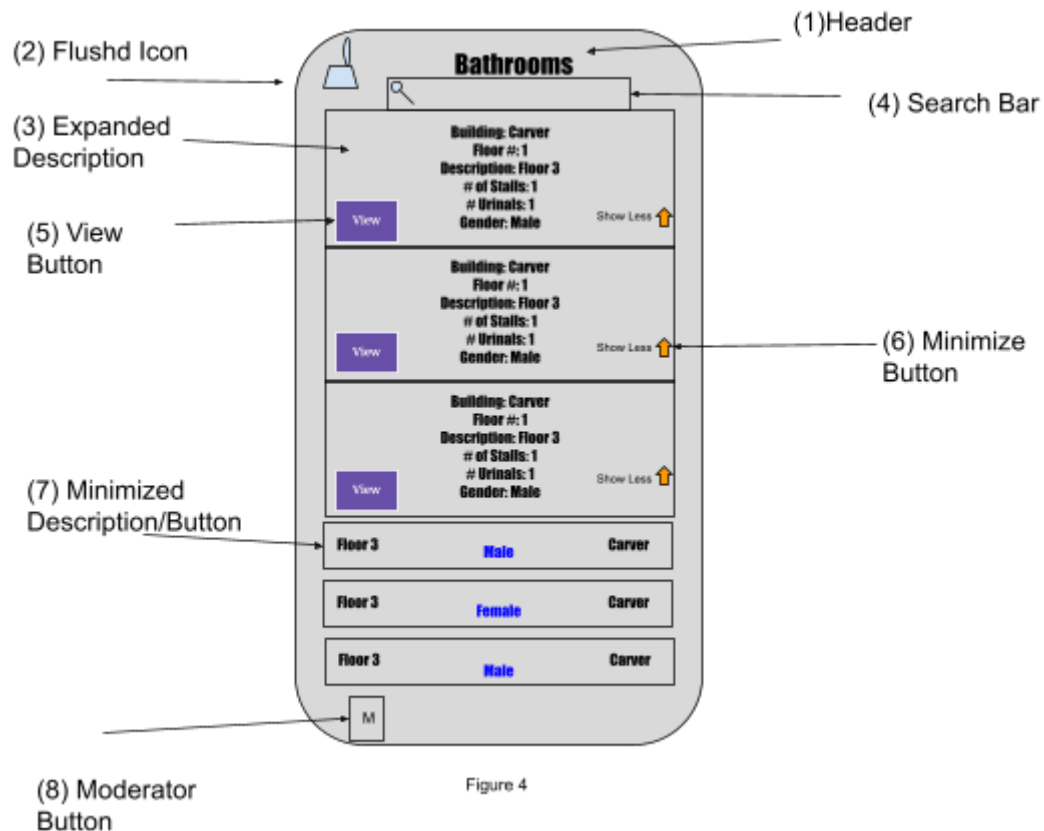 (1)Header
(2) Flushd Icon
Bathrooms
(4) Search Bar
(3) Expanded
Description
Building: Carver
Floor #: 1
Description: Floor 3
# of Stalls: 1
# Urinals: 1
Gender: Male
View
Show Less
(5) View
Button
Building: Carver
Floor #: 1
Description: Floor 3
# of Stalls: 1
# Urinals: 1
Gender: Male
View
Show Less
(6) Minimize
Button
Building: Carver
Floor #: 1
Description: Floor 3
# of Stalls: 1
# Urinals: 1
Gender: Male
View
Show Less
(7) Minimized
Description/Button
Floor 3 Male Carver
Floor 3 Female Carver
Floor 3 Male Carver
M
(8) Moderator
Button
Figure 4